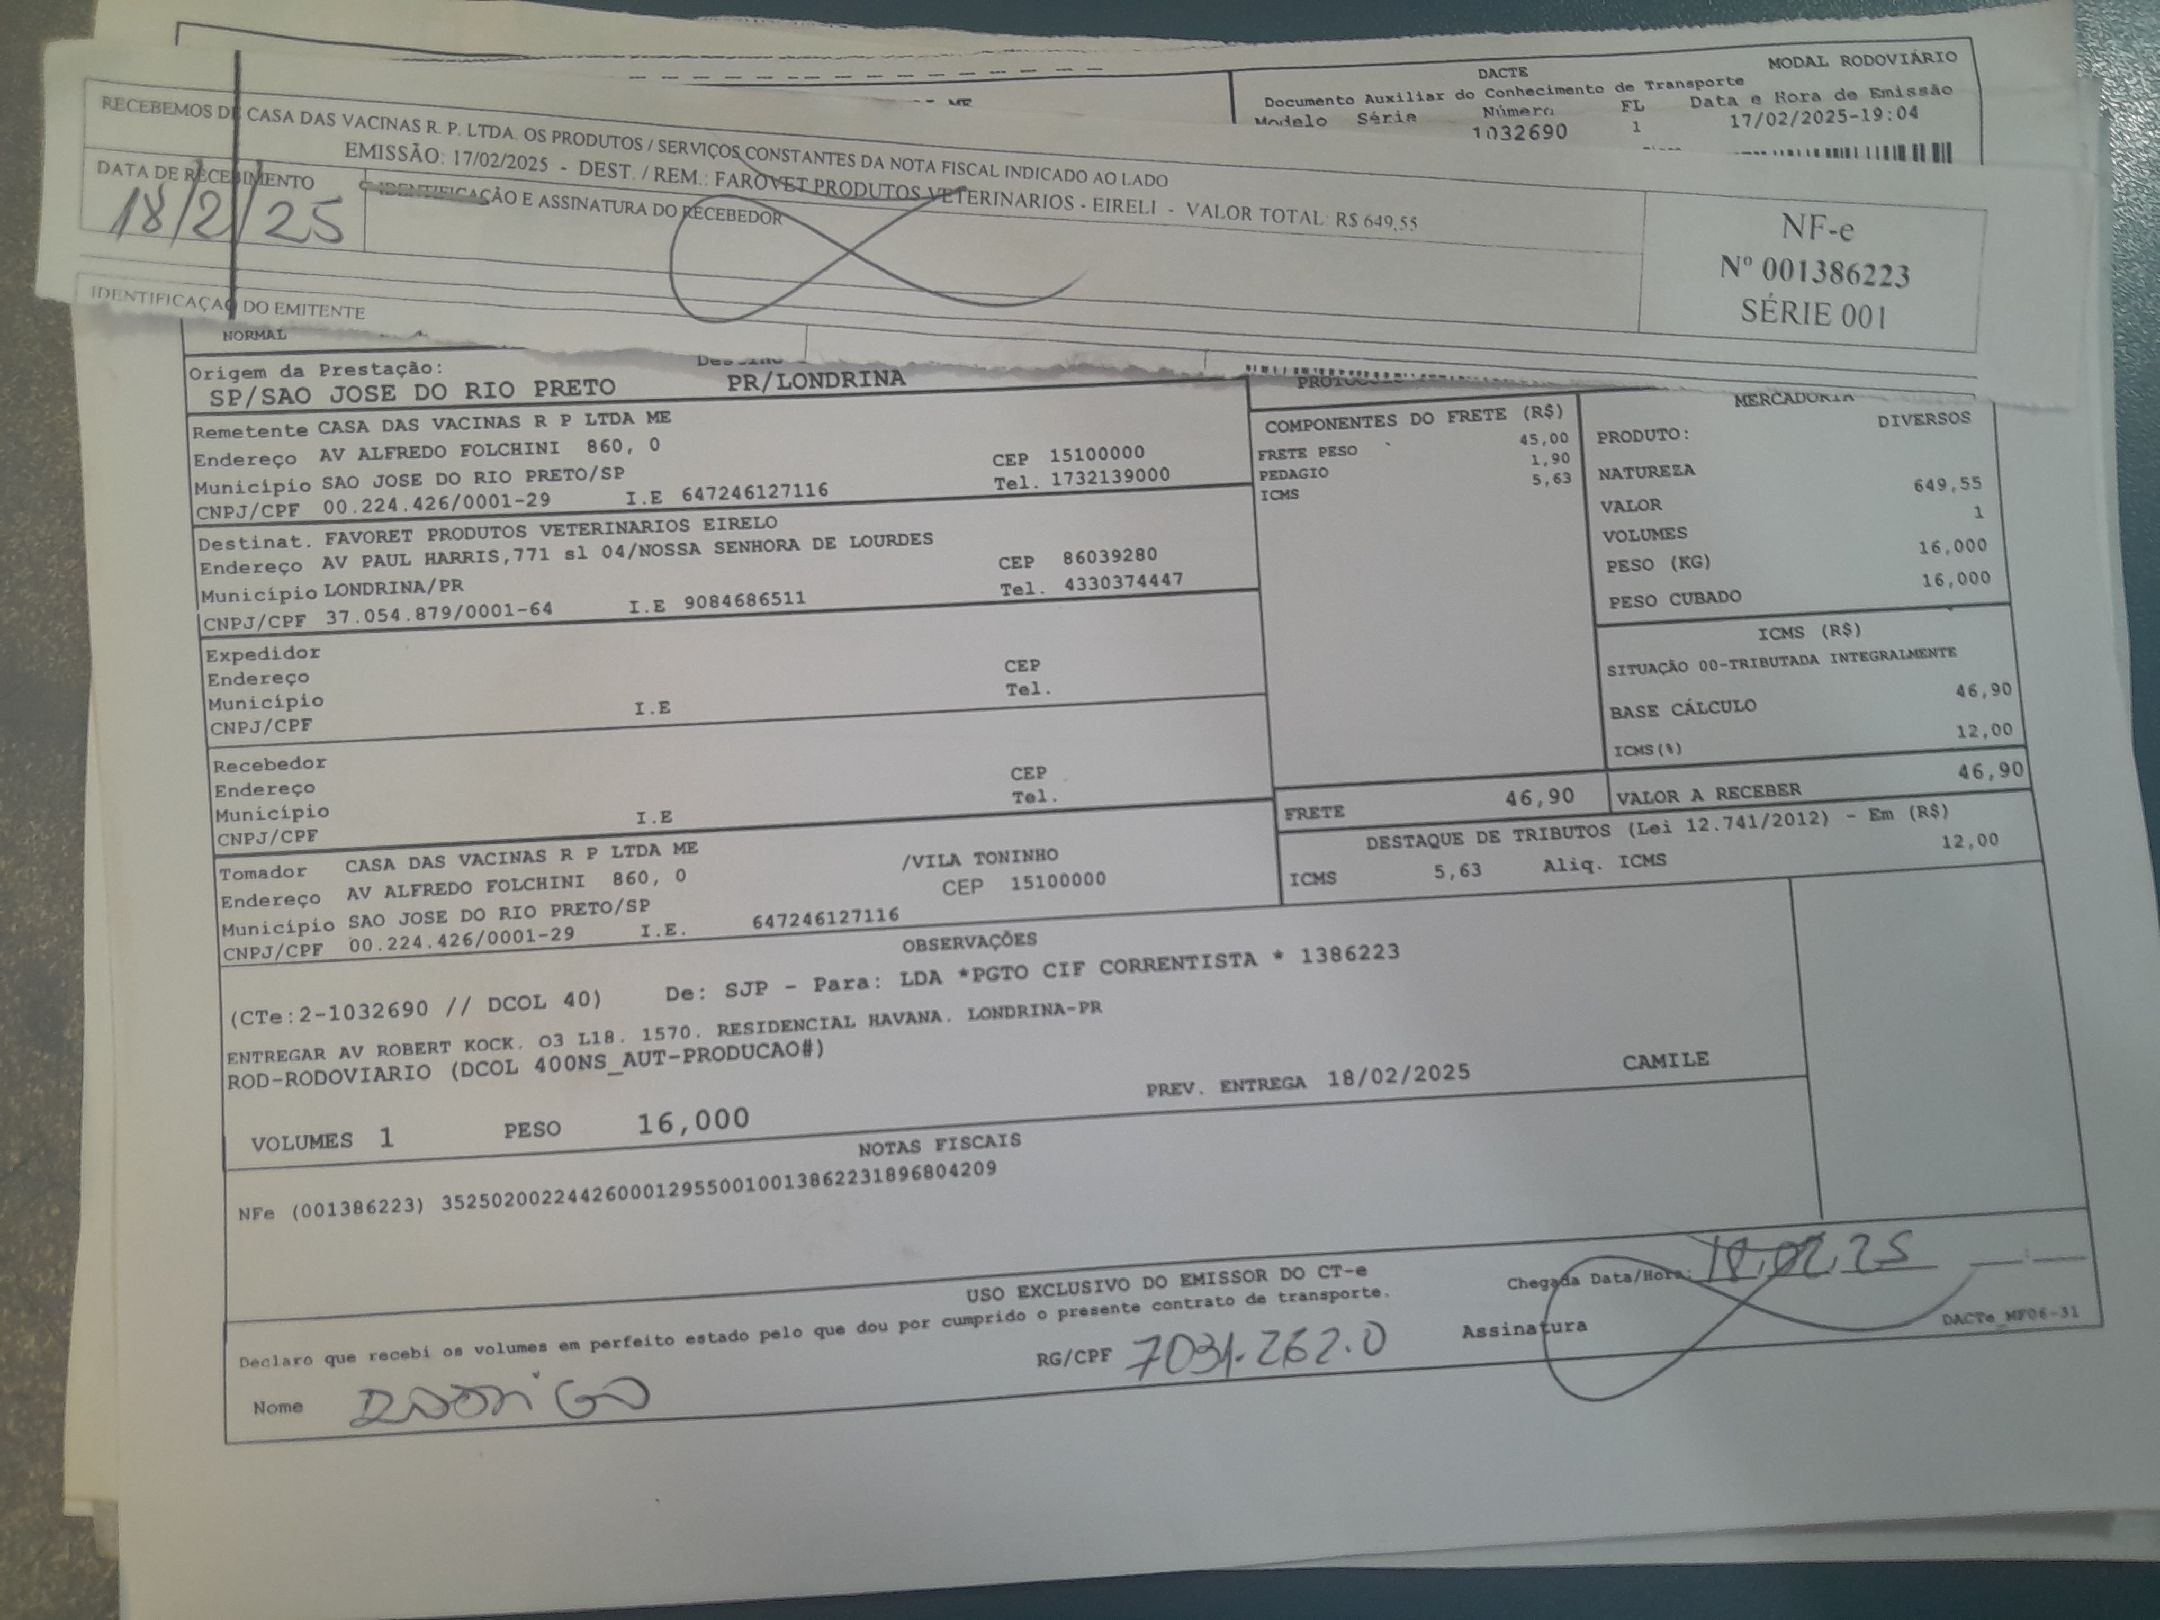 DACTE
MODAL RODOVIÁRIO
Documento Auxiliar do Conhecimento de Transporte
Modelo Série Número FL Data e Hora de Emissão
1032690 1 17/02/2025-19:04
RECEBEMOS DE CASA DAS VACINAS R. P. LTDA. OS PRODUTOS / SERVIÇOS CONSTANTES DA NOTA FISCAL INDICADO AO LADO
EMISSÃO: 17/02/2025 - DEST. / REM.: FAROVET PRODUTOS VETERINARIOS - EIRELI - VALOR TOTAL: R$ 649,55
DATA DE RECEBIMENTO
18/2/25
IDENTIFICAÇÃO E ASSINATURA DO RECEBEDOR
NF-e
Nº 001386223
SÉRIE 001
IDENTIFICAÇÃO DO EMITENTE
NORMAL
Origem da Prestação:
SP/SAO JOSE DO RIO PRETO PR/LONDRINA
Remetente CASA DAS VACINAS R P LTDA ME
Endereço AV ALFREDO FOLCHINI 860, 0
CEP 15100000
Município SAO JOSE DO RIO PRETO/SP
Tel. 1732139000
CNPJ/CPF 00.224.426/0001-29 I.E 647246127116
Destinat. FAVORET PRODUTOS VETERINARIOS EIRELO
Endereço AV PAUL HARRIS,771 sl 04/NOSSA SENHORA DE LOURDES
CEP 86039280
Município LONDRINA/PR
Tel. 4330374447
CNPJ/CPF 37.054.879/0001-64 I.E 9084686511
Expedidor
Endereço CEP
Município Tel.
CNPJ/CPF I.E
Recebedor
Endereço CEP
Município Tel.
CNPJ/CPF I.E
Tomador CASA DAS VACINAS R P LTDA ME
Endereço AV ALFREDO FOLCHINI 860, 0 /VILA TONINHO
Município SAO JOSE DO RIO PRETO/SP CEP 15100000
CNPJ/CPF 00.224.426/0001-29 I.E. 647246127116
COMPONENTES DO FRETE (R$)
FRETE PESO 45,00
PEDAGIO 1,90
ICMS 5,63
FRETE 46,90
MERCADORIA
PRODUTO: DIVERSOS
NATUREZA
VALOR 649,55
VOLUMES 1
PESO (KG) 16,000
PESO CUBADO 16,000
ICMS (R$)
SITUAÇÃO 00-TRIBUTADA INTEGRALMENTE
BASE CÁLCULO 46,90
ICMS(%) 12,00
VALOR A RECEBER 46,90
DESTAQUE DE TRIBUTOS (Lei 12.741/2012) - Em (R$)
ICMS 5,63 Aliq. ICMS 12,00
OBSERVAÇÕES
(CTe:2-1032690 // DCOL 40) De: SJP - Para: LDA *PGTO CIF CORRENTISTA * 1386223
ENTREGAR AV ROBERT KOCK. O3 L18. 1570. RESIDENCIAL HAVANA. LONDRINA-PR
ROD-RODOVIARIO (DCOL 400NS_AUT-PRODUCAO#)
PREV. ENTREGA 18/02/2025 CAMILE
VOLUMES 1 PESO 16,000
NOTAS FISCAIS
NFe (001386223) 35250200224426000129550010013862231896804209
USO EXCLUSIVO DO EMISSOR DO CT-e
Declaro que recebi os volumes em perfeito estado pelo que dou por cumprido o presente contrato de transporte.
Chegada Data/Hora: 18.02.25
Nome RODRIGO RG/CPF 7031.262.0 Assinatura
DACTe_MF06-31